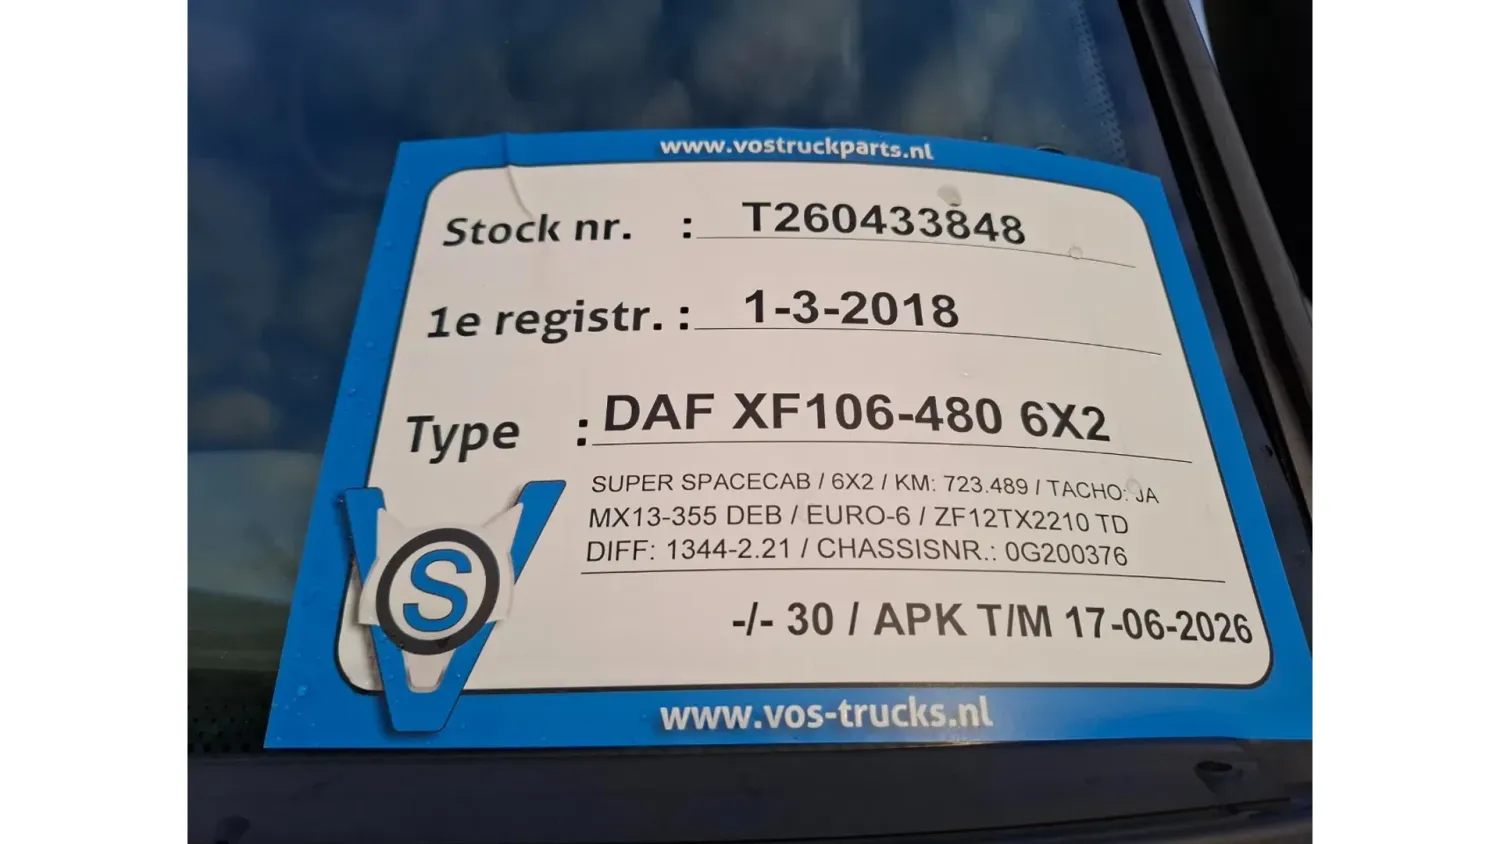 www.vostruckparts.nl
Stock nr. : T260433848
1e registr. : 1-3-2018
Type : DAF XF106-480 6X2
SUPER SPACECAB / 6X2 / KM: 723.489 / TACHO: JA
MX13-355 DEB / EURO-6 / ZF12TX2210 TD
DIFF: 1344-2.21 / CHASSISNR.: 0G200376
-/- 30 / APK T/M 17-06-2026
VOS
www.vos-trucks.nl